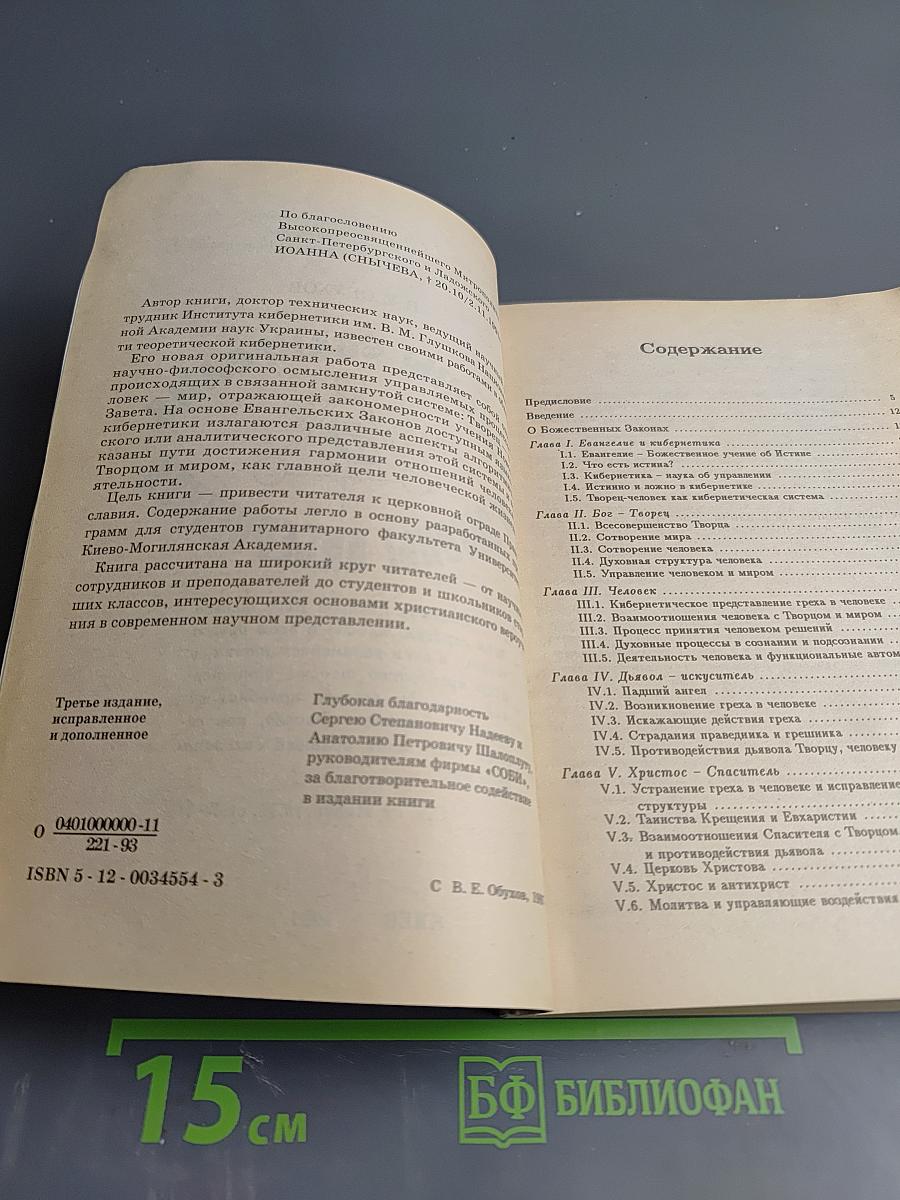 По благословению
Высокопреосвященнейшего
Санкт-Петербургского и Ладожского
ИОАННА (СНЫЧЕВА, † 20.10/2.11.
Автор книги, доктор технических наук, ведущий
трудник Института кибернетики им. В. М. Глушкова
ной Академии наук Украины, известен своими работами в
ти теоретической кибернетики.
Его новая оригинальная работа представляет собой
научно-философского осмысления управляемых
происходящих в связанной замкнутой системе:
ловек — мир, отражающей закономерности учения
Завета. На основе Евангельских Законов доступным
кибернетики излагаются различные аспекты
ского или аналитического представления этой системы
казаны пути достижения гармонии отношений
Творцом и миром, как главной цели человеческой
ятельности.
Цель книги — привести читателя к церковной ограде
славия. Содержание работы легло в основу разработанных
грамм для студентов гуманитарного факультета
Киево-Могилянская Академия.
Книга рассчитана на широкий круг читателей — от
сотрудников и преподавателей до студентов и школьников
ших классов, интересующихся основами христианского
ния в современном научном представлении.
Третье издание,
исправленное
и дополненное
Глубокая благодарность
Сергею Степановичу Надееву и
Анатолию Петровичу
руководителям фирмы «СОБИ»,
за благотворительное содействие
в издании книги
О 0401000000-11
221-93
ISBN 5-12-0034554-3
С В. Е. Обухов,
Содержание
Предисловие 5
Введение 12
О Божественных Законах
Глава I. Евангелие и кибернетика
I.1. Евангелие – Божественное учение об Истине
I.2. Что есть истина?
I.3. Кибернетика – наука об управлении
I.4. Истинно и ложно в кибернетике
I.5. Творец-человек как кибернетическая система
Глава II. Бог – Творец
II.1. Всесовершенство Творца
II.2. Сотворение мира
II.3. Сотворение человека
II.4. Духовная структура человека
II.5. Управление человеком и миром
Глава III. Человек
III.1. Кибернетическое представление греха в человеке
III.2. Взаимоотношения человека с Творцом и миром
III.3. Процесс принятия человеком решений
III.4. Духовные процессы в сознании и подсознании
III.5. Деятельность человека и функциональные автом
Глава IV. Дьявол – искуситель
IV.1. Падший ангел
IV.2. Возникновение греха в человеке
IV.3. Искажающие действия греха
IV.4. Страдания праведника и грешника
IV.5. Противодействия дьявола Творцу, человеку
Глава V. Христос – Спаситель
V.1. Устранение греха в человеке и исправление
структуры
V.2. Таинства Крещения и Евхаристии
V.3. Взаимоотношения Спасителя с Творцом
и противодействия дьявола
V.4. Церковь Христова
V.5. Христос и антихрист
V.6. Молитва и управляющие воздействия
15 см
БФ БИБЛИОФАН